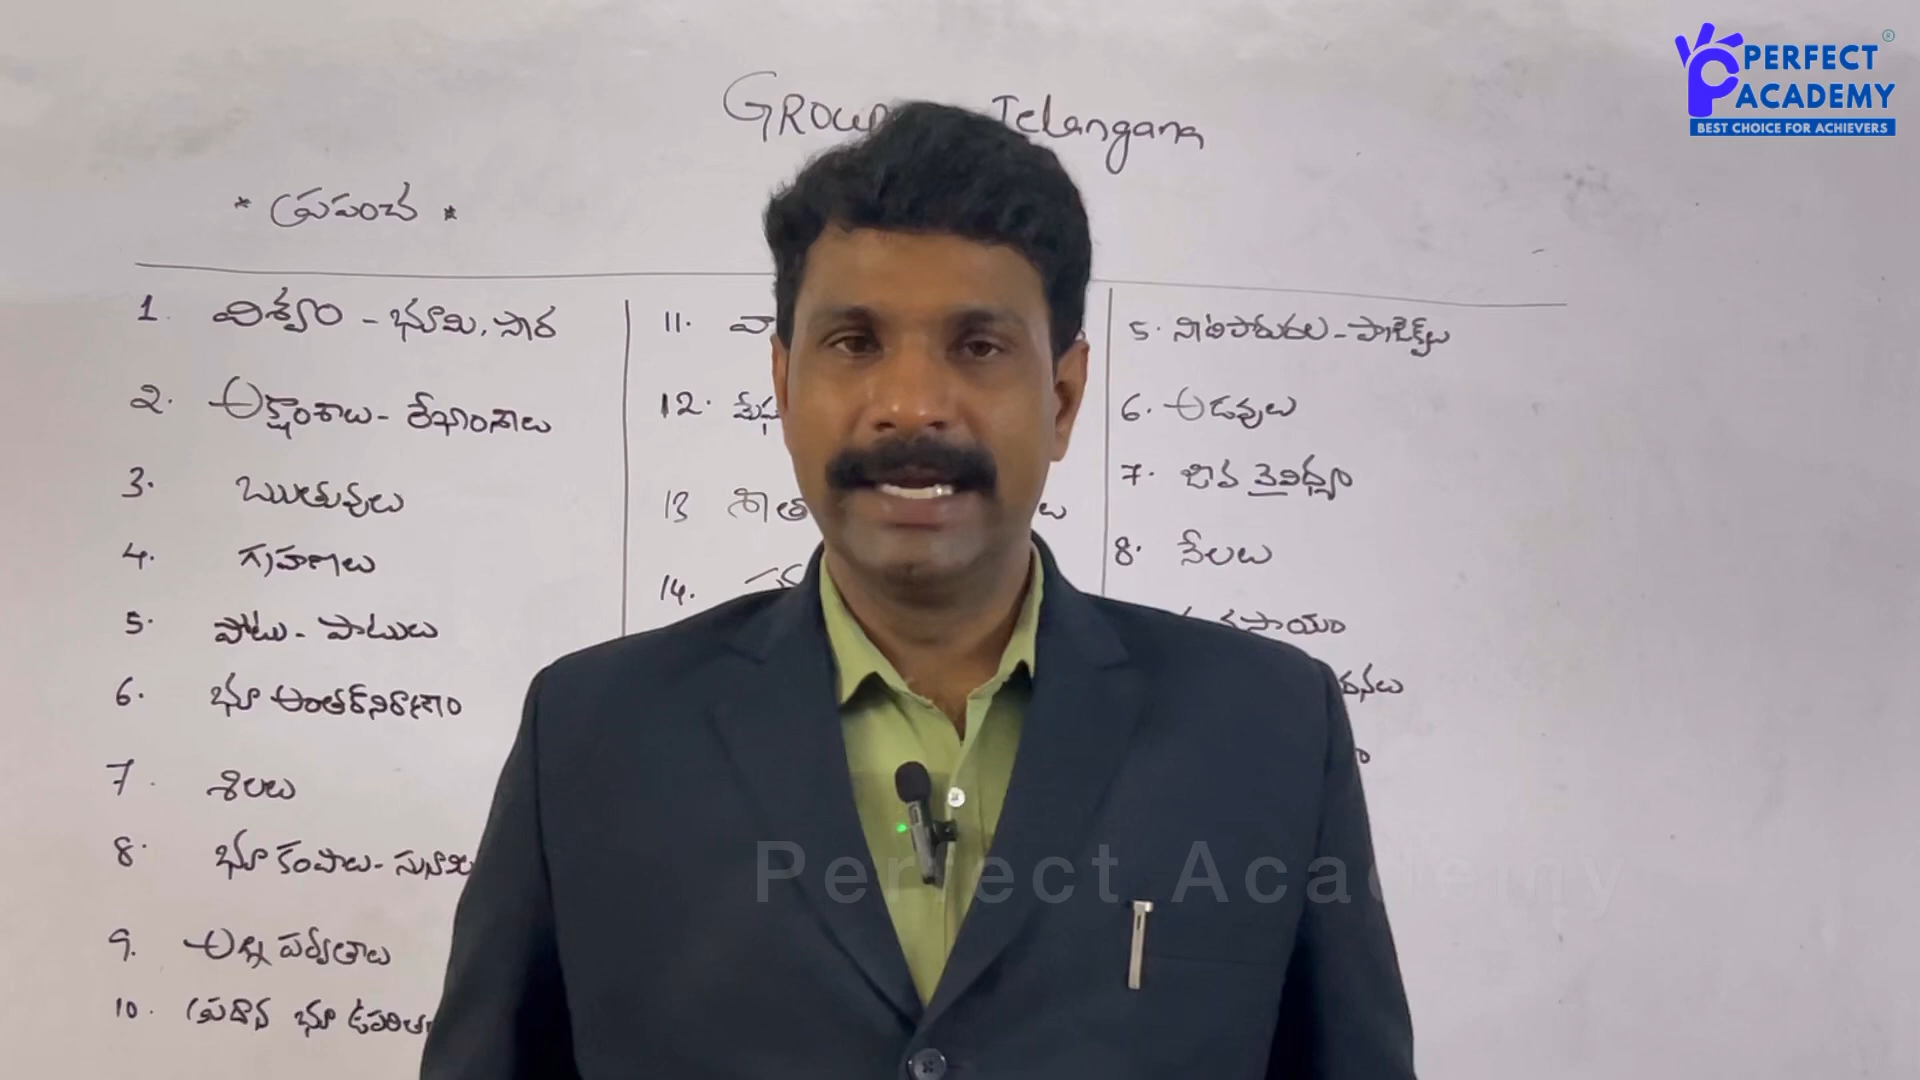 PERFECT
ACADEMY
BEST CHOICE FOR ACHIEVERS
Group Telangana
* ప్రపంచ *
1. విశ్వం - భూమి, సౌర
2. అక్షాంశాలు - రేఖాంశాలు
3. ఋతువులు
4. గ్రహణాలు
5. పోటు - పాటులు
6. భూ అంతర్నిర్మాణం
7. శిలలు
8. భూకంపాలు - సునామి
9. అగ్ని పర్వతాలు
10. ప్రధాన భూ ఉపరిత
11. వా
12.
13 శీత లు
14.
5. నీటిపారుదల - ప్రాజెక్ట్లు
6. అడవులు
7. జీవ వైవిధ్యం
8. నేలలు
Perfect Academy